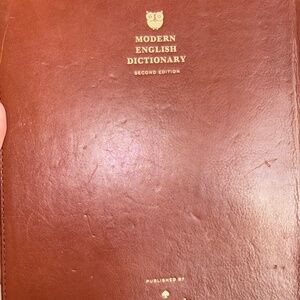 MODERN
ENGLISH
DICTIONARY
SECOND EDITION
PUBLISHED BY